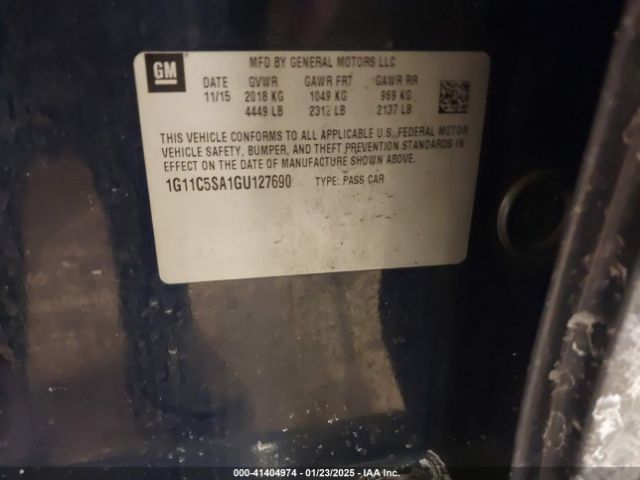 GM
MFD BY GENERAL MOTORS LLC
DATE GVWR GAWR FRT GAWR RR
11/15 2018 KG 1049 KG 969 KG
4449 LB 2312 LB 2137 LB
THIS VEHICLE CONFORMS TO ALL APPLICABLE U.S. FEDERAL MOTOR
VEHICLE SAFETY, BUMPER, AND THEFT PREVENTION STANDARDS IN
EFFECT ON THE DATE OF MANUFACTURE SHOWN ABOVE.
1G11C5SA1GU127690 TYPE: PASS CAR
000-41404974 - 01/23/2025 - IAA Inc.